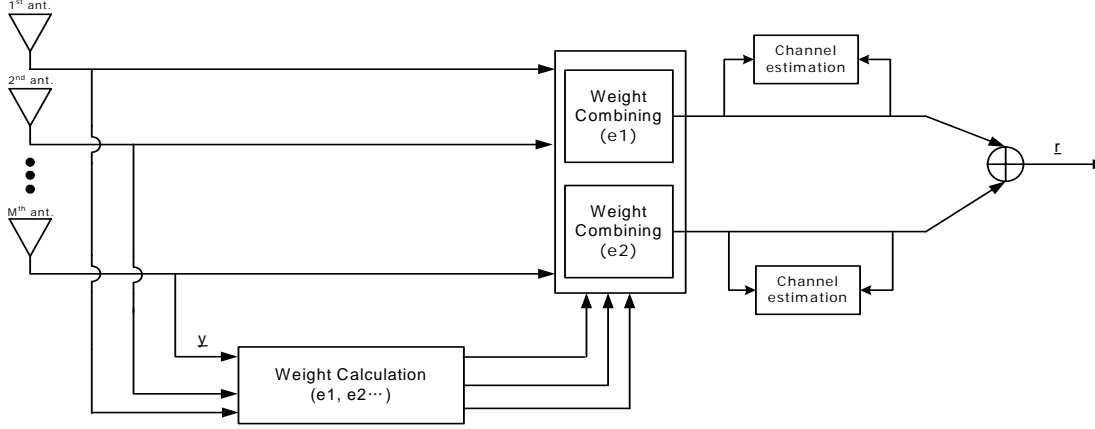 1st ant.
2nd ant.
Mth ant.
y
Weight Calculation
(e1, e2⋯)
Weight
Combining
(e1)
Weight
Combining
(e2)
Channel
estimation
Channel
estimation
r